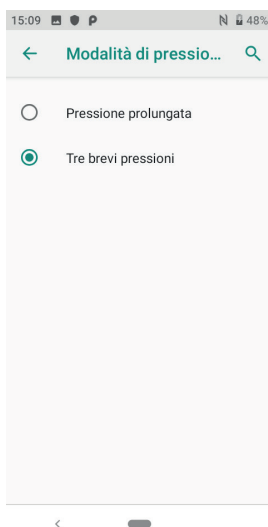 15:09 48%
Modalità di pressio...
Pressione prolungata
Tre brevi pressioni